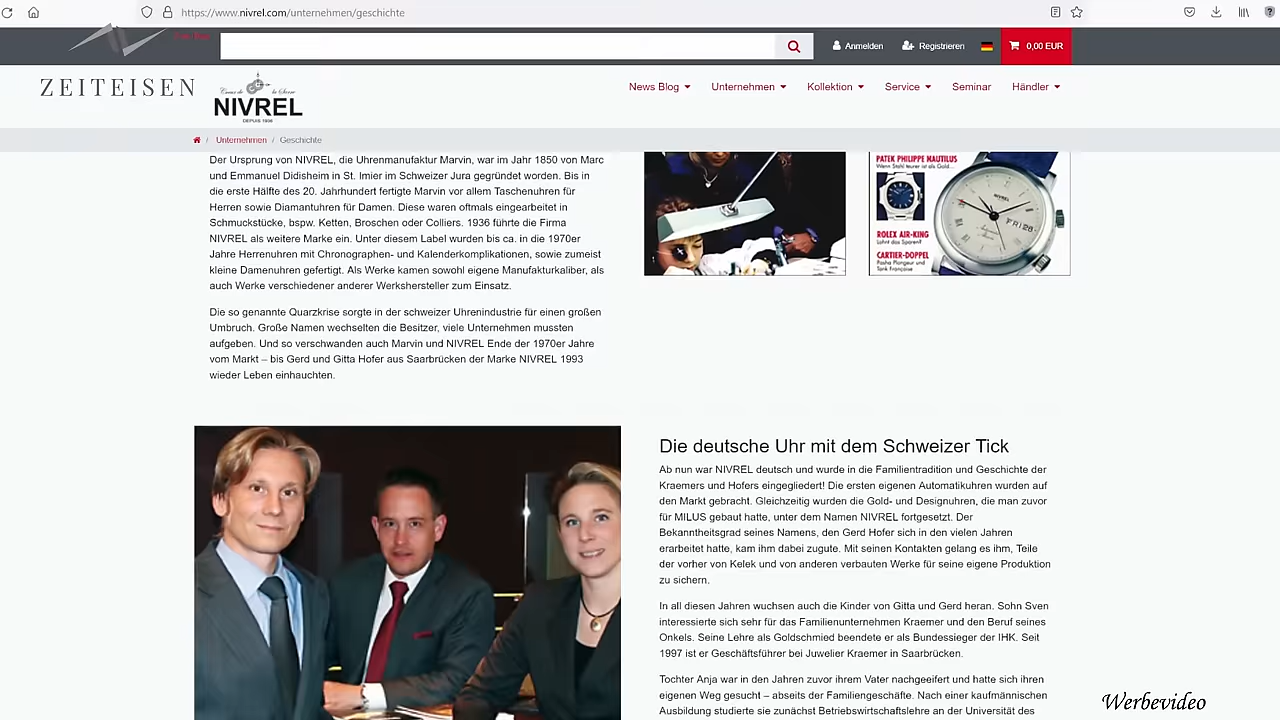 https://www.nivrel.com/unternehmen/geschichte
Anmelden
Registrieren
0,00 EUR
ZEITEISEN
NIVREL
DEPUIS 1936
News Blog
Unternehmen
Kollektion
Service
Seminar
Händler
/ Unternehmen / Geschichte
Der Ursprung von NIVREL, die Uhrenmanufaktur Marvin, war im Jahr 1850 von Marc
und Emmanuel Didisheim in St. Imier im Schweizer Jura gegründet worden. Bis in
die erste Hälfte des 20. Jahrhundert fertigte Marvin vor allem Taschenuhren für
Herren sowie Diamantuhren für Damen. Diese waren oftmals eingearbeitet in
Schmuckstücke, bspw. Ketten, Broschen oder Colliers. 1936 führte die Firma
NIVREL als weitere Marke ein. Unter diesem Label wurden bis ca. in die 1970er
Jahre Herrenuhren mit Chronographen- und Kalenderkomplikationen, sowie zumeist
kleine Damenuhren gefertigt. Als Werke kamen sowohl eigene Manufakturkaliber, als
auch Werke verschiedener anderer Werkshersteller zum Einsatz.
Die so genannte Quarzkrise sorgte in der schweizer Uhrenindustrie für einen großen
Umbruch. Große Namen wechselten die Besitzer, viele Unternehmen mussten
aufgeben. Und so verschwanden auch Marvin und NIVREL Ende der 1970er Jahre
vom Markt – bis Gerd und Gitta Hofer aus Saarbrücken der Marke NIVREL 1993
wieder Leben einhauchten.
PATEK PHILIPPE NAUTILUS
Wenn Stahl teurer ist als Gold...
ROLEX AIR-KING
Lohnt das Sparen?
CARTIER-DOPPEL
Pasha Plongeur und
Tank Française
FRI 28
Die deutsche Uhr mit dem Schweizer Tick
Ab nun war NIVREL deutsch und wurde in die Familientradition und Geschichte der
Kraemers und Hofers eingegliedert! Die ersten eigenen Automatikuhren wurden auf
den Markt gebracht. Gleichzeitig wurden die Gold- und Designuhren, die man zuvor
für MILUS gebaut hatte, unter dem Namen NIVREL fortgesetzt. Der
Bekanntheitsgrad seines Namens, den Gerd Hofer sich in den vielen Jahren
erarbeitet hatte, kam ihm dabei zugute. Mit seinen Kontakten gelang es ihm, Teile
der vorher von Kelek und von anderen verbauten Werke für seine eigene Produktion
zu sichern.
In all diesen Jahren wuchsen auch die Kinder von Gitta und Gerd heran. Sohn Sven
interessierte sich sehr für das Familienunternehmen Kraemer und den Beruf seines
Onkels. Seine Lehre als Goldschmied beendete er als Bundessieger der IHK. Seit
1997 ist er Geschäftsführer bei Juwelier Kraemer in Saarbrücken.
Tochter Anja war in den Jahren zuvor ihrem Vater nachgeeifert und hatte sich ihren
eigenen Weg gesucht – abseits der Familiengeschäfte. Nach einer kaufmännischen
Ausbildung studierte sie zunächst Betriebswirtschaftslehre an der Universität des
Werbevideo